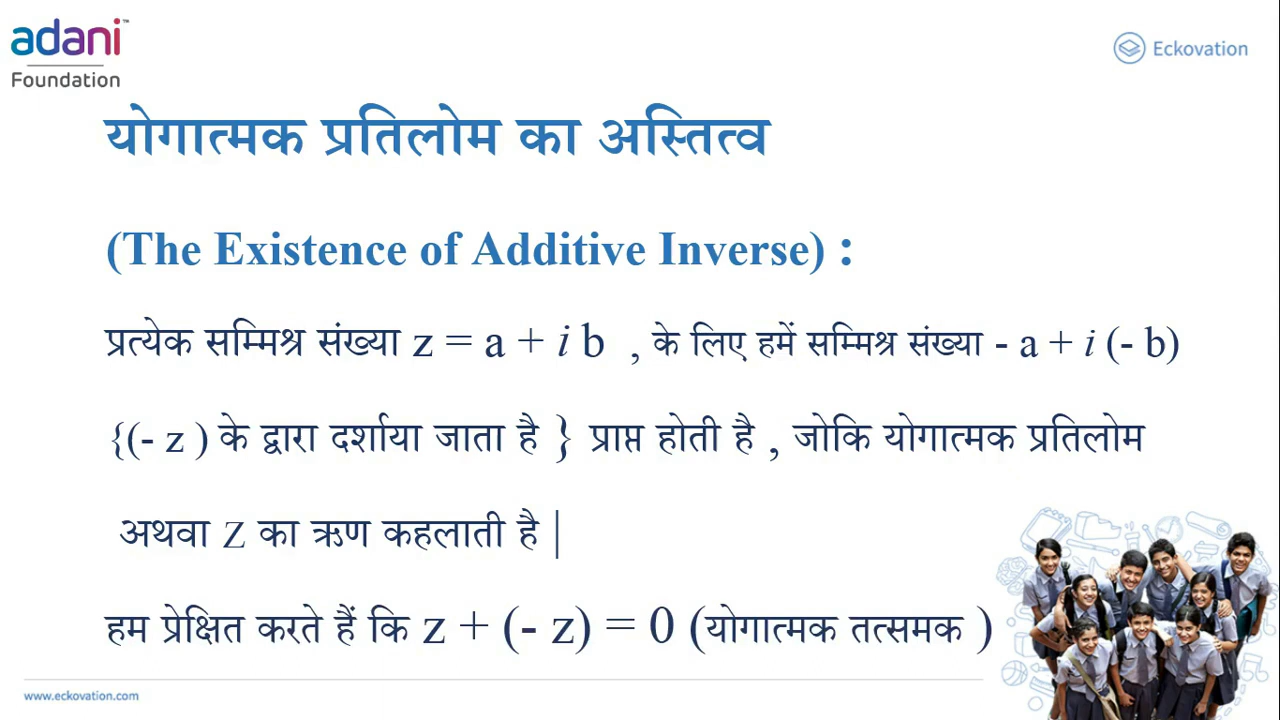 adani™
Foundation
Eckovation
योगात्मक प्रतिलोम का अस्तित्व
(The Existence of Additive Inverse) :
प्रत्येक सम्मिश्र संख्या z = a + i b , के लिए हमें सम्मिश्र संख्या - a + i (- b)
{(- z ) के द्वारा दर्शाया जाता है } प्राप्त होती है , जोकि योगात्मक प्रतिलोम
अथवा Z का ऋण कहलाती है |
हम प्रेक्षित करते हैं कि z + (- z) = 0 (योगात्मक तत्समक )
www.eckovation.com